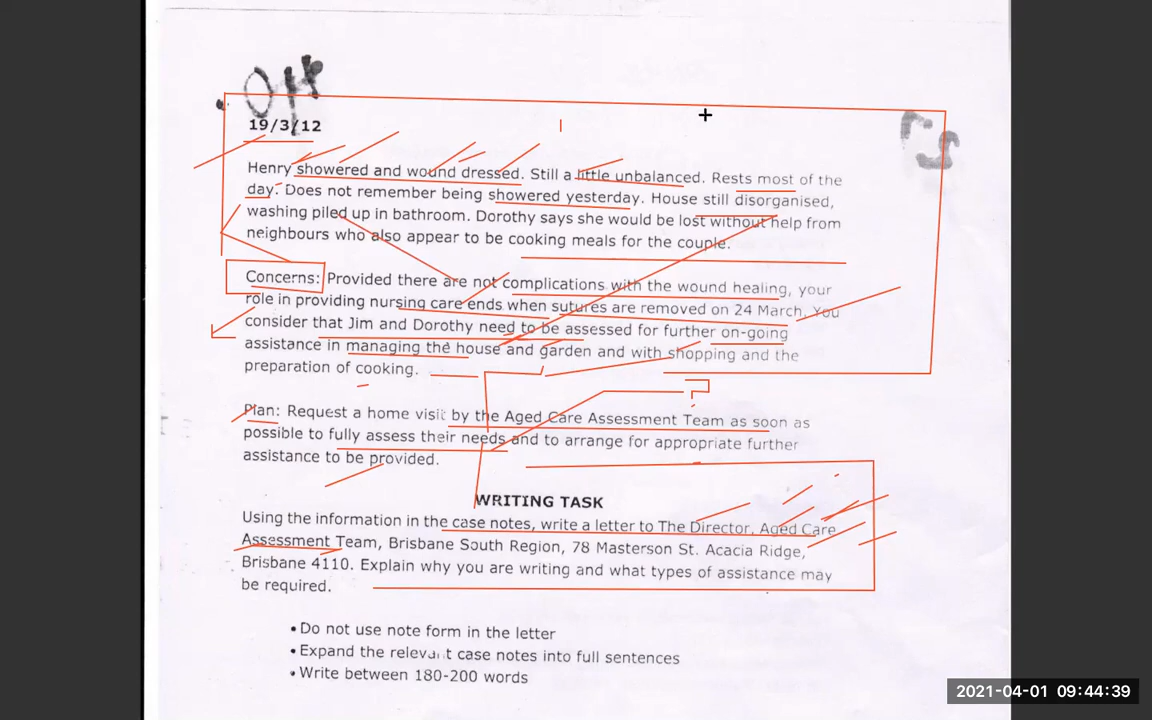 19/3/12
Henry showered and wound dressed. Still a little unbalanced. Rests most of the
day. Does not remember being showered yesterday. House still disorganised,
washing piled up in bathroom. Dorothy says she would be lost without help from
neighbours who also appear to be cooking meals for the couple.
Concerns: Provided there are not complications with the wound healing, your
role in providing nursing care ends when sutures are removed on 24 March. You
consider that Jim and Dorothy need to be assessed for further on-going
assistance in managing the house and garden and with shopping and the
preparation of cooking.
?
Plan: Request a home visit by the Aged Care Assessment Team as soon as
possible to fully assess their needs and to arrange for appropriate further
assistance to be provided.
WRITING TASK
Using the information in the case notes, write a letter to The Director, Aged Care
Assessment Team, Brisbane South Region, 78 Masterson St. Acacia Ridge,
Brisbane 4110. Explain why you are writing and what types of assistance may
be required.
• Do not use note form in the letter
• Expand the relevant case notes into full sentences
• Write between 180-200 words
2021-04-01 09:44:39